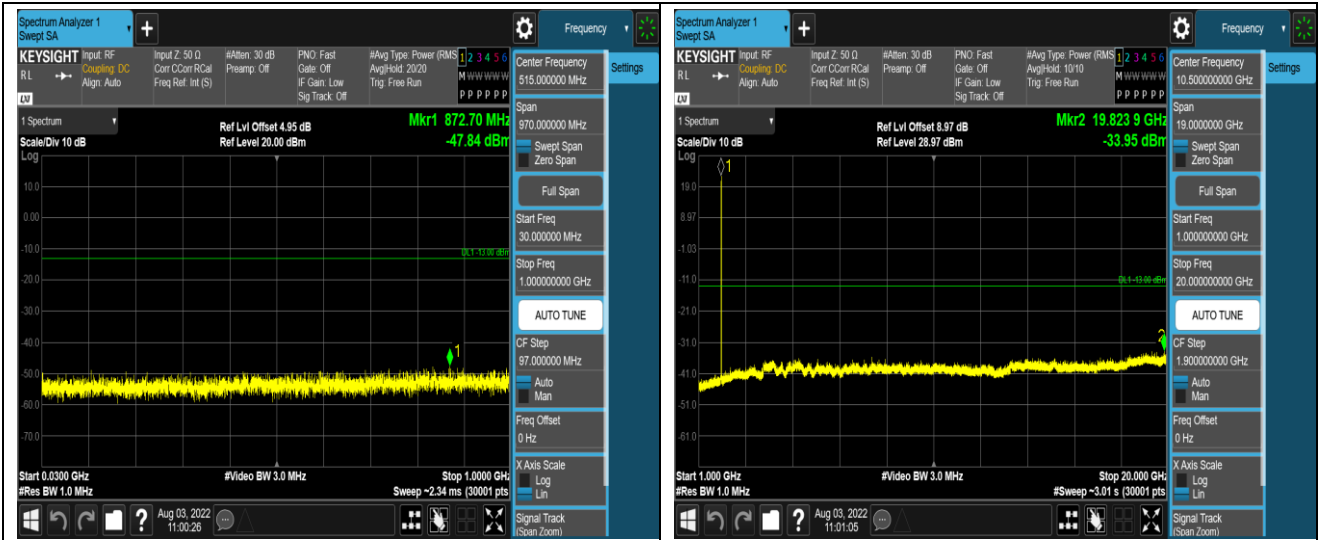 Spectrum Analyzer 1
Swept SA
+
Frequency
KEYSIGHT
Input: RF
Coupling: DC
Align: Auto
Input Z: 50 Ω
Corr CCorr RCal
Freq Ref: Int (S)
#Atten: 30 dB
Preamp: Off
PNO: Fast
Gate: Off
IF Gain: Low
Sig Track: Off
#Avg Type: Power (RMS
Avg|Hold: 20/20
Trig: Free Run
1 2 3 4 5 6
M W W W W W
P P P P P P
RL
LXI
Center Frequency
515.000000 MHz
Settings
1 Spectrum
Scale/Div 10 dB
Log
Ref Lvl Offset 4.95 dB
Ref Level 20.00 dBm
Mkr1 872.70 MHz
-47.84 dBm
Span
970.000000 MHz
Swept Span
Zero Span
Full Span
Start Freq
30.000000 MHz
Stop Freq
1.000000000 GHz
AUTO TUNE
CF Step
97.000000 MHz
Auto
Man
Freq Offset
0 Hz
X Axis Scale
Log
Lin
Signal Track
(Span Zoom)
10.0
0.00
-10.0
-20.0
-30.0
-40.0
-50.0
-60.0
-70.0
DL1 -13.00 dBm
1
Start 0.0300 GHz
#Res BW 1.0 MHz
#Video BW 3.0 MHz
Stop 1.0000 GHz
Sweep ~2.34 ms (30001 pts
?
Aug 03, 2022
11:00:26
Spectrum Analyzer 1
Swept SA
+
Frequency
KEYSIGHT
Input: RF
Coupling: DC
Align: Auto
Input Z: 50 Ω
Corr CCorr RCal
Freq Ref: Int (S)
#Atten: 30 dB
Preamp: Off
PNO: Fast
Gate: Off
IF Gain: Low
Sig Track: Off
#Avg Type: Power (RMS
Avg|Hold: 10/10
Trig: Free Run
1 2 3 4 5 6
M W W W W W
P P P P P P
RL
LXI
Center Frequency
10.500000000 GHz
Settings
1 Spectrum
Scale/Div 10 dB
Log
Ref Lvl Offset 8.97 dB
Ref Level 28.97 dBm
Mkr2 19.823 9 GHz
-33.95 dBm
Span
19.0000000 GHz
Swept Span
Zero Span
Full Span
Start Freq
1.000000000 GHz
Stop Freq
20.000000000 GHz
AUTO TUNE
CF Step
1.900000000 GHz
Auto
Man
Freq Offset
0 Hz
X Axis Scale
Log
Lin
Signal Track
(Span Zoom)
19.0
8.97
-1.03
-11.0
-21.0
-31.0
-41.0
-51.0
-61.0
1
DL1 -13.00 dBm
2
Start 1.000 GHz
#Res BW 1.0 MHz
#Video BW 3.0 MHz
Stop 20.000 GHz
#Sweep ~3.01 s (30001 pts
?
Aug 03, 2022
11:01:05